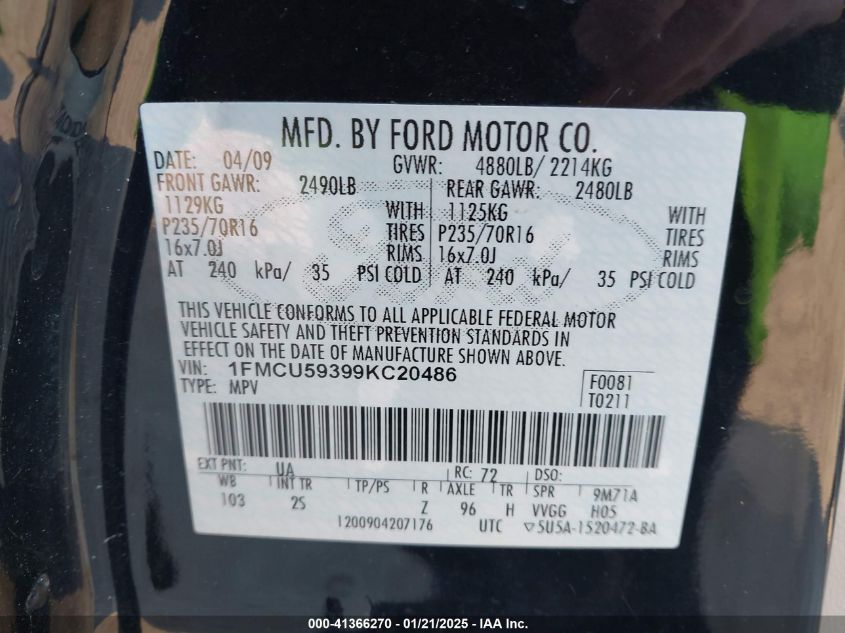 MFD. BY FORD MOTOR CO.
DATE: 04/09 GVWR: 4880LB/ 2214KG
FRONT GAWR: 2490LB REAR GAWR: 2480LB
1129KG WITH 1125KG WITH
P235/70R16 TIRES P235/70R16 TIRES
16x7.0J RIMS 16x7.0J RIMS
AT 240 kPa/ 35 PSI COLD AT 240 kPa/ 35 PSI COLD
THIS VEHICLE CONFORMS TO ALL APPLICABLE FEDERAL MOTOR
VEHICLE SAFETY AND THEFT PREVENTION STANDARDS IN
EFFECT ON THE DATE OF MANUFACTURE SHOWN ABOVE.
VIN: 1FMCU59399KC20486 F0081
TYPE: MPV T0211
EXT PNT: UA RC: 72 DSO:
WB INT TR TP/PS R AXLE TR SPR 9M71A
103 2S Z 96 H VVGG H05
1200904207176 UTC ▽5U5A-1520472-BA
000-41366270 - 01/21/2025 - IAA Inc.